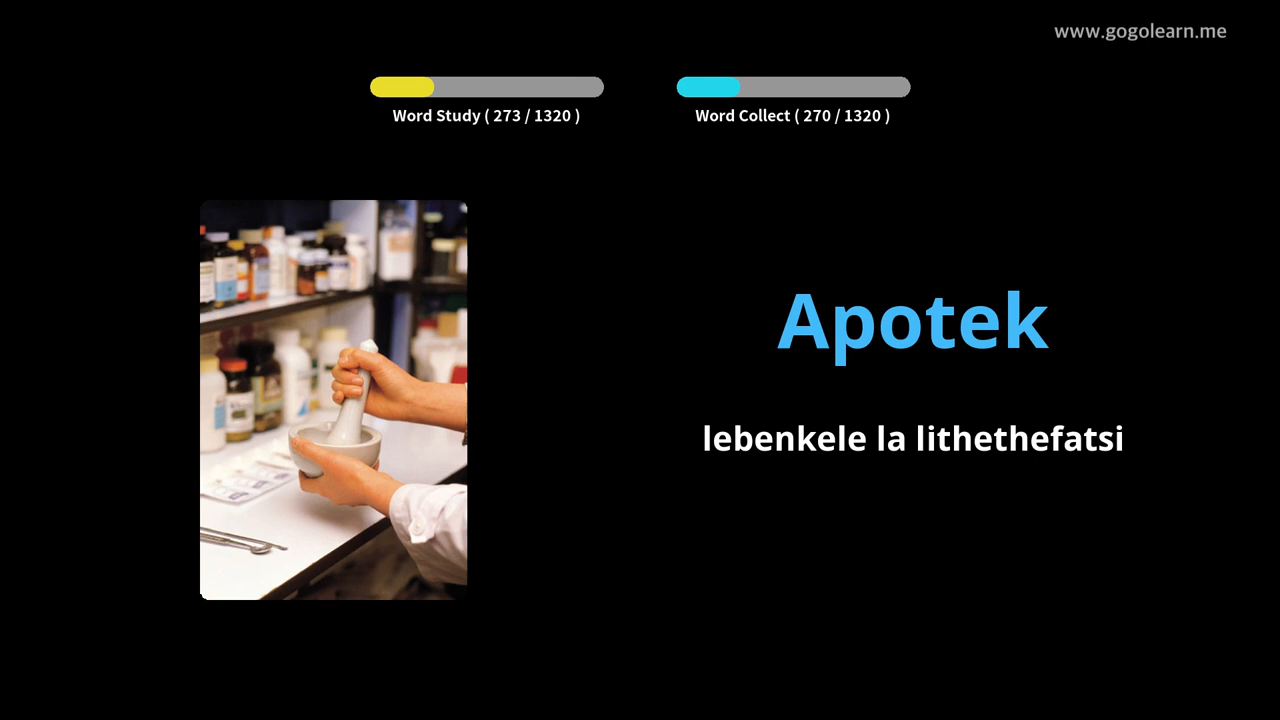 www.gogolearn.me
Word Study ( 273 / 1320 )
Word Collect ( 270 / 1320 )
Apotek
lebenkele la lithethefatsi